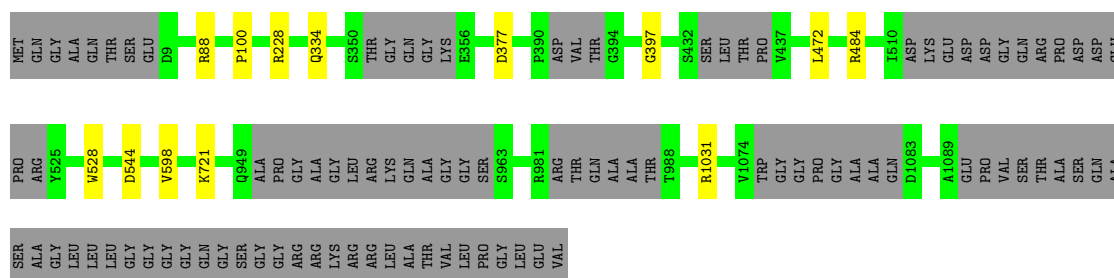 MET GLN GLY ALA GLN THR SER GLU D9 R88 P100 R228 Q334 S350 THR GLY GLN GLY LYS E356 D377 P390 ASP VAL THR G394 G397 S432 SER LEU THR PRO V437 L472 R484 I510 ASP LYS GLU ASP ASP GLY GLN ARG PRO ASP ASP GLU
PRO ARG Y525 W528 D544 V598 K721 Q949 ALA PRO GLY ALA GLY LEU ARG LYS GLN ALA GLY GLY SER S963 R981 ARG THR GLN ALA ALA THR T988 R1031 V1074 TRP GLY GLY PRO GLY ALA ALA GLN D1083 A1089 GLU PRO VAL SER THR ALA SER GLN ALA
SER ALA GLY LEU LEU LEU GLY GLY GLY GLY GLN GLY SER GLY GLY ARG ARG LYS ARG ARG LEU ALA THR VAL LEU PRO GLY LEU GLU VAL